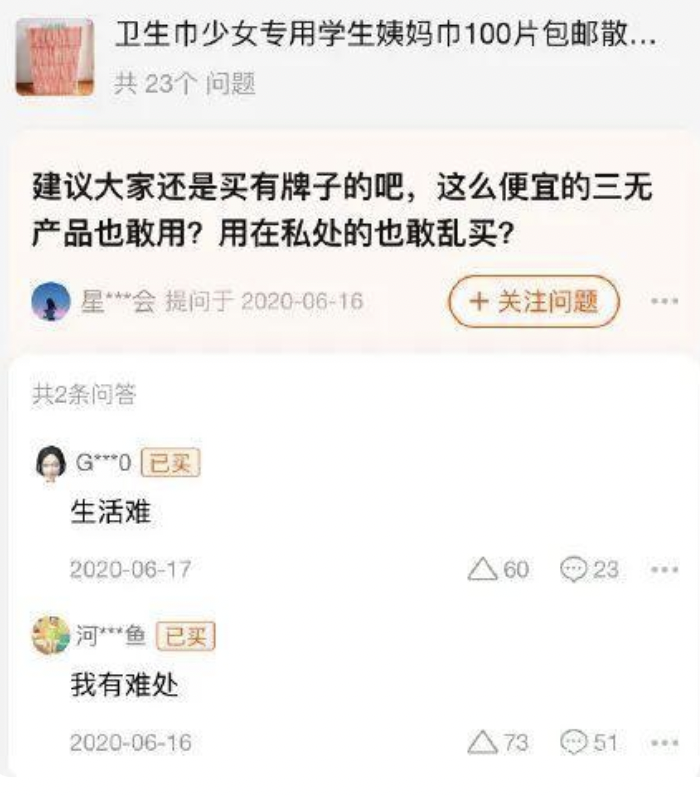 卫生巾少女专用学生姨妈巾100片包邮散...
共 23个 问题
建议大家还是买有牌子的吧，这么便宜的三无
产品也敢用？用在私处的也敢乱买？
星***会 提问于 2020-06-16
+ 关注问题
共2条问答
G***0 已买
生活难
2020-06-17 60 23
河***鱼 已买
我有难处
2020-06-16 73 51